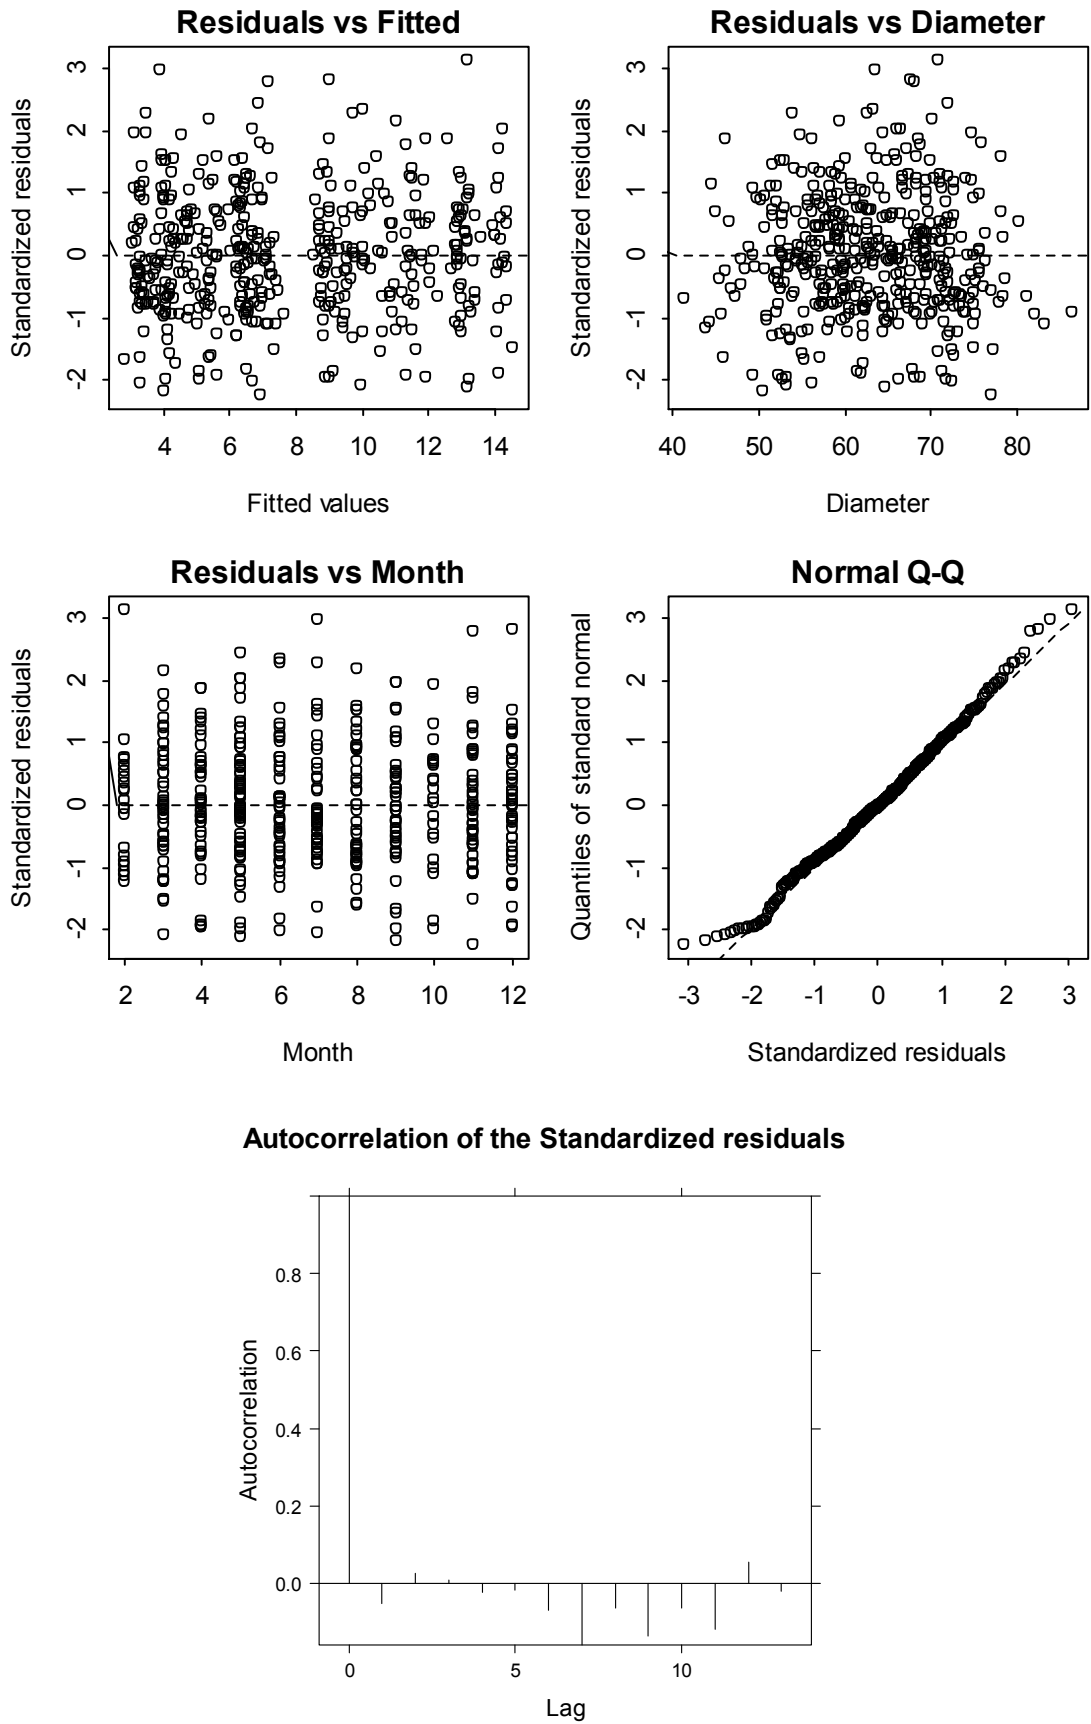 Residuals vs Fitted
Standardized residuals
3
2
1
0
-1
-2
4 6 8 10 12 14
Fitted values
Residuals vs Diameter
Standardized residuals
3
2
1
0
-1
-2
40 50 60 70 80
Diameter
Residuals vs Month
Standardized residuals
3
2
1
0
-1
-2
2 4 6 8 10 12
Month
Normal Q-Q
Quantiles of standard normal
3
2
1
0
-1
-2
-3 -2 -1 0 1 2 3
Standardized residuals
Autocorrelation of the Standardized residuals
Autocorrelation
0.8
0.6
0.4
0.2
0.0
0 5 10
Lag